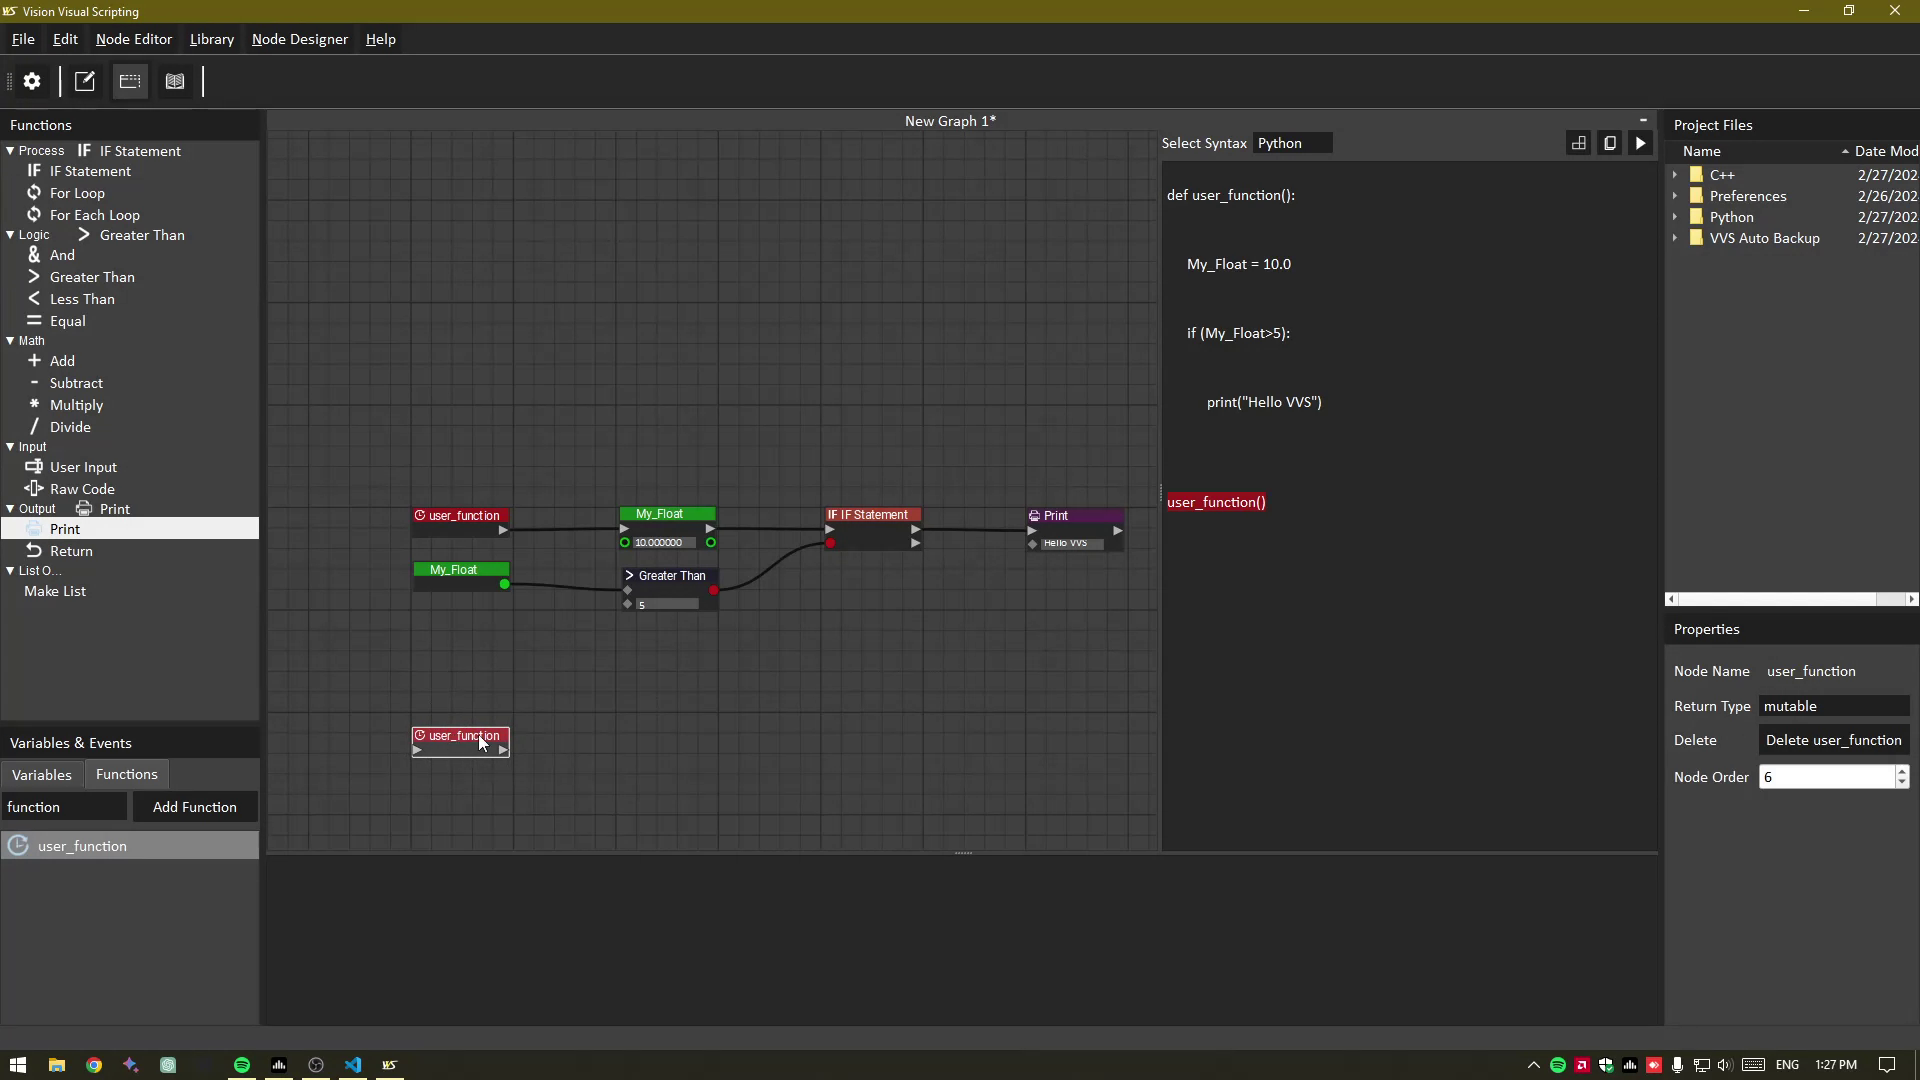 Vision Visual Scripting
File Edit Node Editor Library Node Designer Help
Functions
Process IF IF Statement
IF IF Statement
For Loop
For Each Loop
Logic > Greater Than
& And
> Greater Than
< Less Than
= Equal
Math
+ Add
- Subtract
* Multiply
/ Divide
Input
User Input
Raw Code
Output Print
Print
Return
List O...
Make List
Variables & Events
Variables Functions
function Add Function
user_function
New Graph 1*
user_function
My_Float
10.000000
IF IF Statement
Print
Hello VVS
My_Float
> Greater Than
5
user_function
Select Syntax Python
def user_function():
My_Float = 10.0
if (My_Float>5):
print("Hello VVS")
user_function()
Project Files
Name Date Mod
C++ 2/27/202
Preferences 2/26/202
Python 2/27/202
VVS Auto Backup 2/27/202
Properties
Node Name user_function
Return Type mutable
Delete Delete user_function
Node Order 6
ENG 1:27 PM